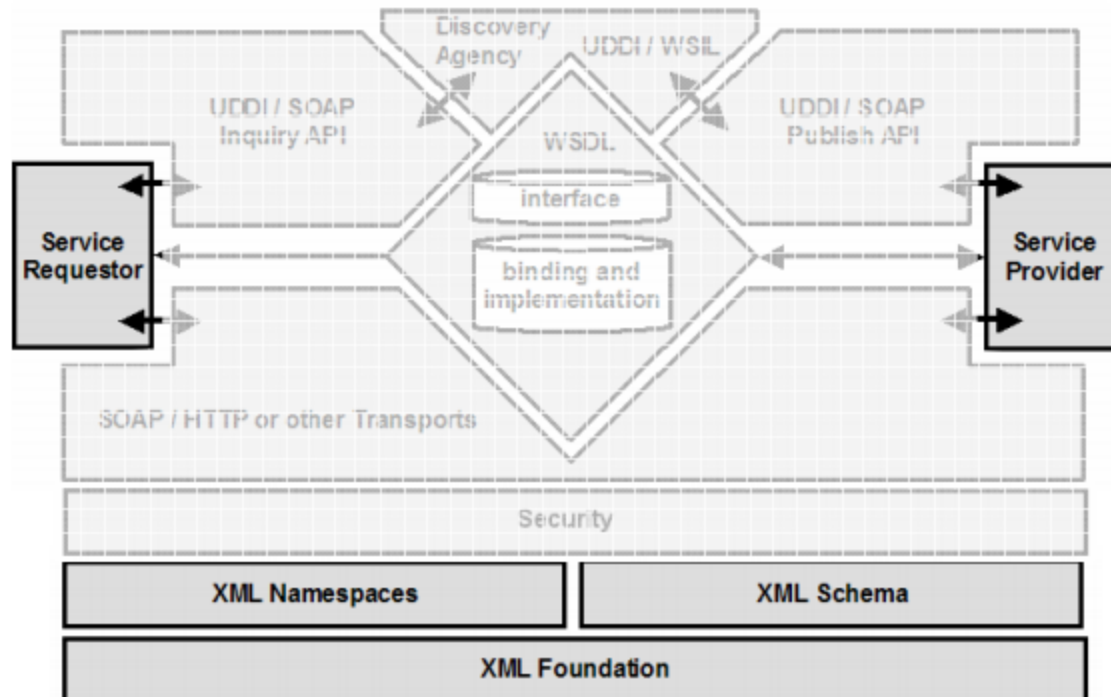 Discovery
Agency
UDDI / WSIL
UDDI / SOAP
Inquiry API
UDDI / SOAP
Publish API
WSDL
interface
Service
Requestor
binding and
implementation
Service
Provider
SOAP / HTTP or other Transports
Security
XML Namespaces
XML Schema
XML Foundation